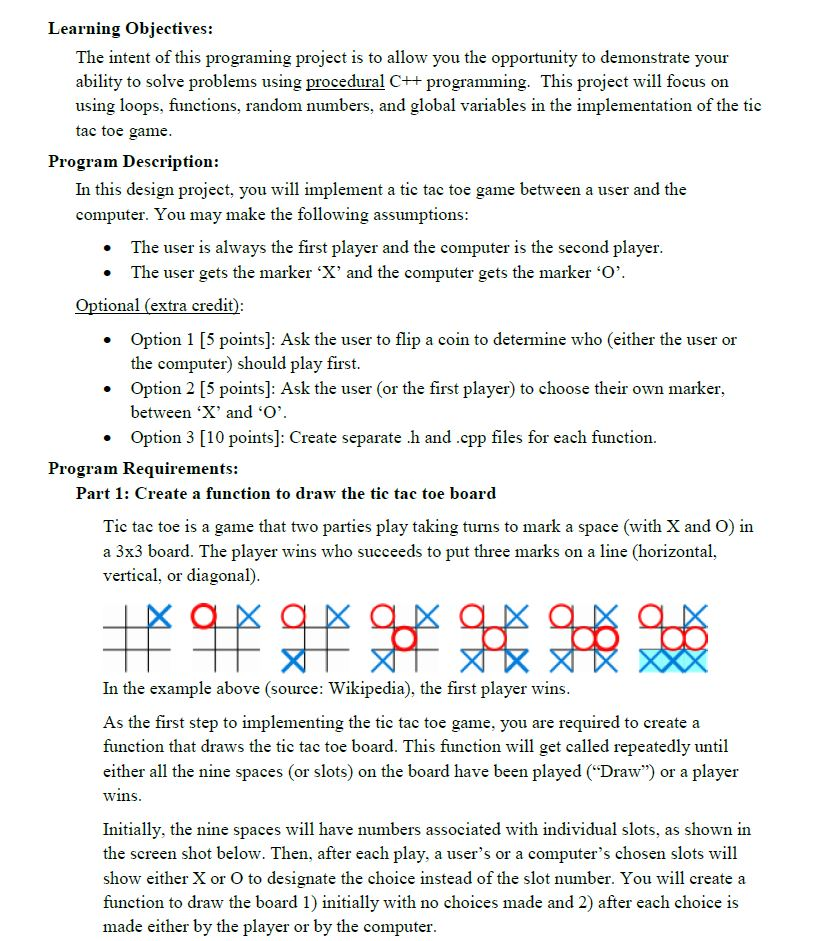 Learning Objectives:
The intent of this programing project is to allow you the opportunity to demonstrate your
ability to solve problems using procedural C++ programming. This project will focus on
using loops, functions, random numbers, and global variables in the implementation of the tic
tac toe game.
Program Description:
In this design project, you will implement a tic tac toe game between a user and the
computer. You may make the following assumptions:
• The user is always the first player and the computer is the second player.
• The user gets the marker ‘X’ and the computer gets the marker ‘O’.
Optional (extra credit):
• Option 1 [5 points]: Ask the user to flip a coin to determine who (either the user or
the computer) should play first.
• Option 2 [5 points]: Ask the user (or the first player) to choose their own marker,
between ‘X’ and ‘O’.
• Option 3 [10 points]: Create separate .h and .cpp files for each function.
Program Requirements:
Part 1: Create a function to draw the tic tac toe board
Tic tac toe is a game that two parties play taking turns to mark a space (with X and O) in
a 3x3 board. The player wins who succeeds to put three marks on a line (horizontal,
vertical, or diagonal).
In the example above (source: Wikipedia), the first player wins.
As the first step to implementing the tic tac toe game, you are required to create a
function that draws the tic tac toe board. This function will get called repeatedly until
either all the nine spaces (or slots) on the board have been played (“Draw”) or a player
wins.
Initially, the nine spaces will have numbers associated with individual slots, as shown in
the screen shot below. Then, after each play, a user’s or a computer’s chosen slots will
show either X or O to designate the choice instead of the slot number. You will create a
function to draw the board 1) initially with no choices made and 2) after each choice is
made either by the player or by the computer.